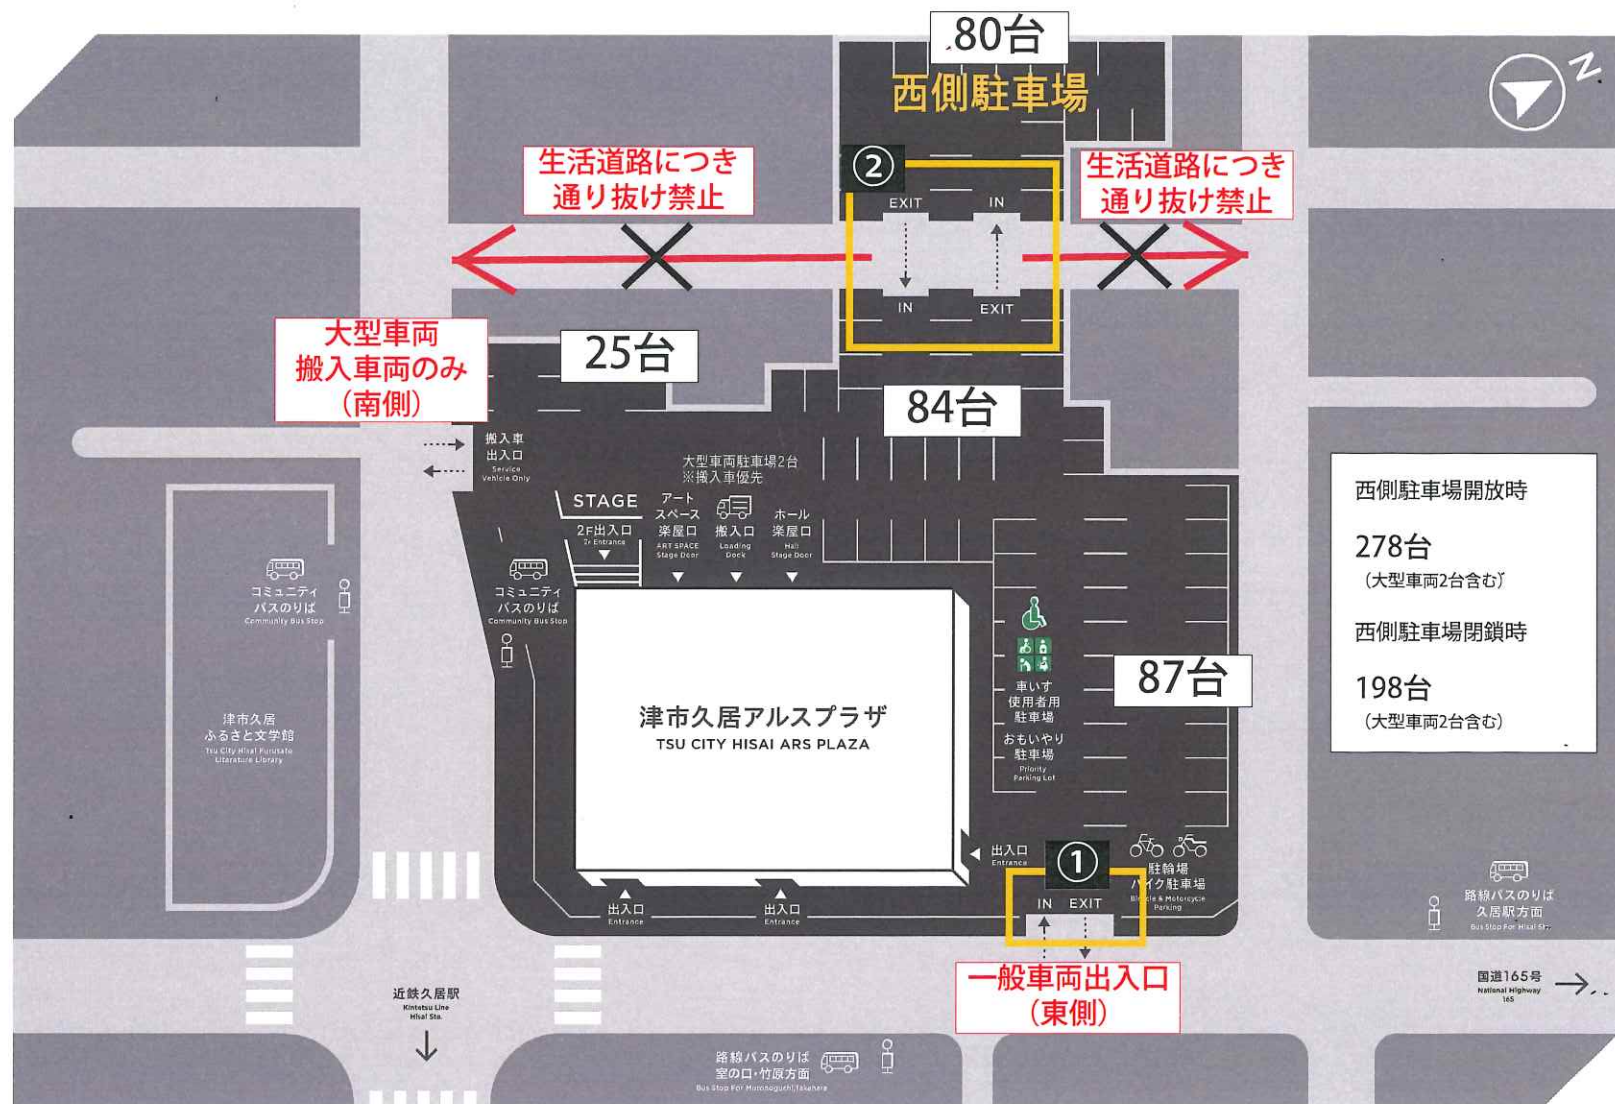 80台
西側駐車場
N
生活道路につき
通り抜け禁止
②
生活道路につき
通り抜け禁止
EXIT
IN
IN
EXIT
大型車両
搬入車両のみ
（南側）
25台
84台
搬入車
出入口
Service
Vehicle Only
大型車両駐車場2台
※搬入車優先
STAGE
2F出入口
2F Entrance
アート
スペース
楽屋口
ART SPACE
Stage Door
搬入口
Loading
Dock
ホール
楽屋口
Hall
Stage Door
西側駐車場開放時
278台
（大型車両2台含む）
西側駐車場閉鎖時
198台
（大型車両2台含む）
コミュニティ
バスのりば
Community Bus Stop
コミュニティ
バスのりば
Community Bus Stop
車いす
使用者用
駐車場
おもいやり
駐車場
Priority
Parking Lot
87台
津市久居アルスプラザ
TSU CITY HISAI ARS PLAZA
津市久居
ふるさと文学館
Tsu City Hisai Furusato
Literature Library
出入口
Entrance
①
駐輪場
バイク駐車場
Bicycle & Motorcycle
Parking
IN
EXIT
出入口
Entrance
出入口
Entrance
路線バスのりば
久居駅方面
Bus Stop For Hisai St.
一般車両出入口
（東側）
国道165号
National Highway
165
近鉄久居駅
Kintetsu Line
Hisai Sta.
路線バスのりば
室の口・竹原方面
Bus Stop For Muronoguchi,Takehara